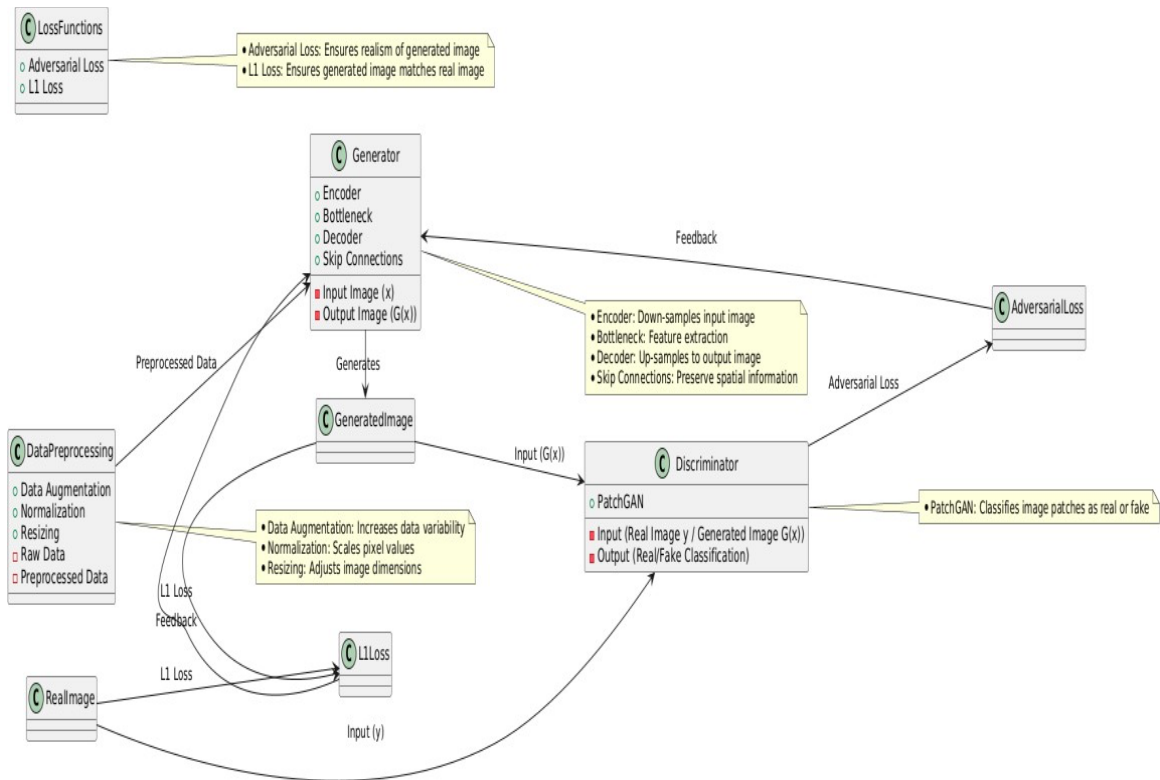 C LossFunctions
Adversarial Loss
L1 Loss
• Adversarial Loss: Ensures realism of generated image
• L1 Loss: Ensures generated image matches real image
C Generator
Encoder
Bottleneck
Decoder
Skip Connections
Input Image (x)
Output Image (G(x))
Feedback
C AdversarialLoss
• Encoder: Down-samples input image
• Bottleneck: Feature extraction
• Decoder: Up-samples to output image
• Skip Connections: Preserve spatial information
Preprocessed Data
Generates
Adversarial Loss
C GeneratedImage
Input (G(x))
C DataPreprocessing
Data Augmentation
Normalization
Resizing
Raw Data
Preprocessed Data
• Data Augmentation: Increases data variability
• Normalization: Scales pixel values
• Resizing: Adjusts image dimensions
C Discriminator
PatchGAN
Input (Real Image y / Generated Image G(x))
Output (Real/Fake Classification)
• PatchGAN: Classifies image patches as real or fake
L1 Loss
Feedback
C L1Loss
L1 Loss
C RealImage
Input (y)